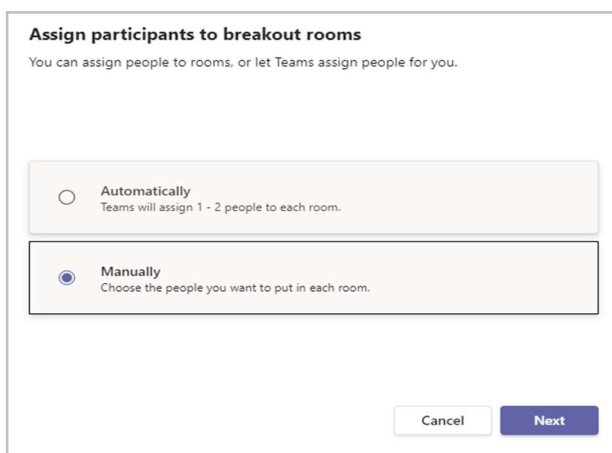 Assign participants to breakout rooms
You can assign people to rooms, or let Teams assign people for you.
Automatically
Teams will assign 1 - 2 people to each room.
Manually
Choose the people you want to put in each room.
Cancel Next